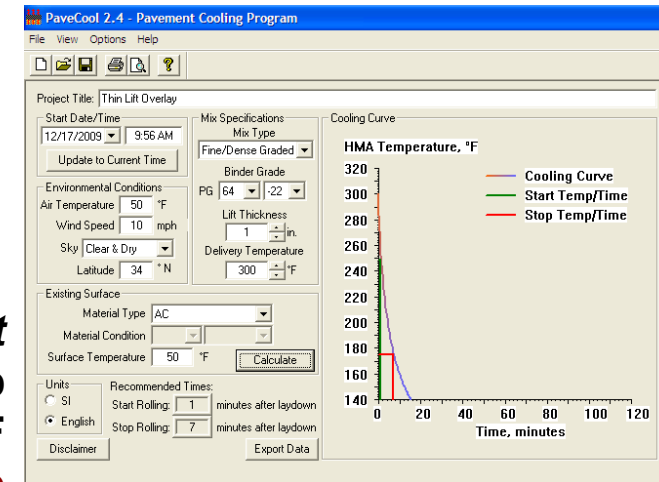 PaveCool 2.4 - Pavement Cooling Program
File View Options Help
Project Title: Thin Lift Overlay
Start Date/Time
12/17/2009 9:56 AM
Update to Current Time
Environmental Conditions
Air Temperature 50 °F
Wind Speed 10 mph
Sky Clear & Dry
Latitude 34 ° N
Mix Specifications
Mix Type
Fine/Dense Graded
Binder Grade
PG 64 -22
Lift Thickness
1 in.
Delivery Temperature
300 °F
Existing Surface
Material Type AC
Material Condition
Surface Temperature 50 °F Calculate
Units
SI
English
Recommended Times:
Start Rolling: 1 minutes after laydown
Stop Rolling: 7 minutes after laydown
Disclaimer Export Data
Cooling Curve
HMA Temperature, °F
Cooling Curve
Start Temp/Time
Stop Temp/Time
320
300
280
260
240
220
200
180
160
140
0 20 40 60 80 100 120
Time, minutes